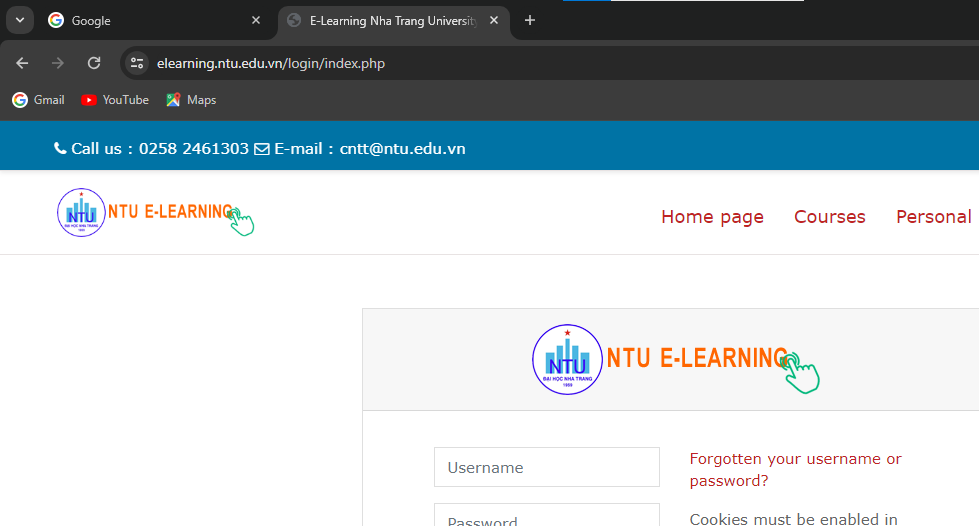 Google
E-Learning Nha Trang University
elearning.ntu.edu.vn/login/index.php
Gmail YouTube Maps
Call us : 0258 2461303 E-mail : cntt@ntu.edu.vn
NTU ĐẠI HỌC NHA TRANG 1959 NTU E-LEARNING
Home page Courses Personal
NTU
ĐẠI HỌC NHA TRANG
1959
NTU E-LEARNING
Username
Forgotten your username or
password?
Password
Cookies must be enabled in